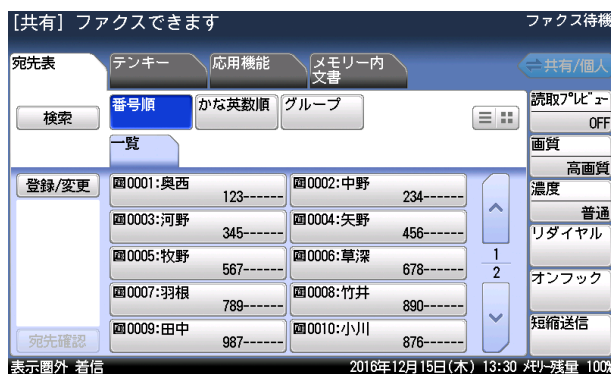 [共有] ファクスできます
ファクス待機
宛先表
テンキー
応用機能
メモリー内
文書
共有/個人
検索
番号順
かな英数順
グループ
一覧
読取プレビュー
OFF
画質
高画質
濃度
普通
リダイヤル
オンフック
短縮送信
登録/変更
0001:奥西
123------
0002:中野
234------
0003:河野
345------
0004:矢野
456------
0005:牧野
567------
0006:草深
678------
0007:羽根
789------
0008:竹井
890------
0009:田中
987------
0010:小川
876------
1
2
宛先確認
表示圏外 着信
2016年12月15日(木) 13:30 メモリー残量 100%